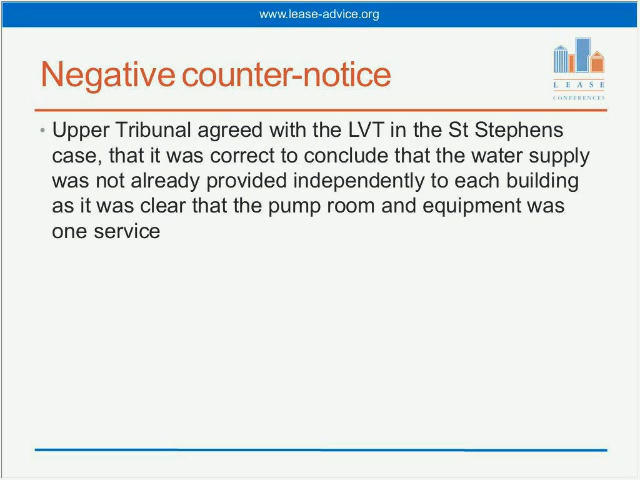 www.lease-advice.org
Negative counter-notice
LEASE
CONFERENCES
• Upper Tribunal agreed with the LVT in the St Stephens
case, that it was correct to conclude that the water supply
was not already provided independently to each building
as it was clear that the pump room and equipment was
one service